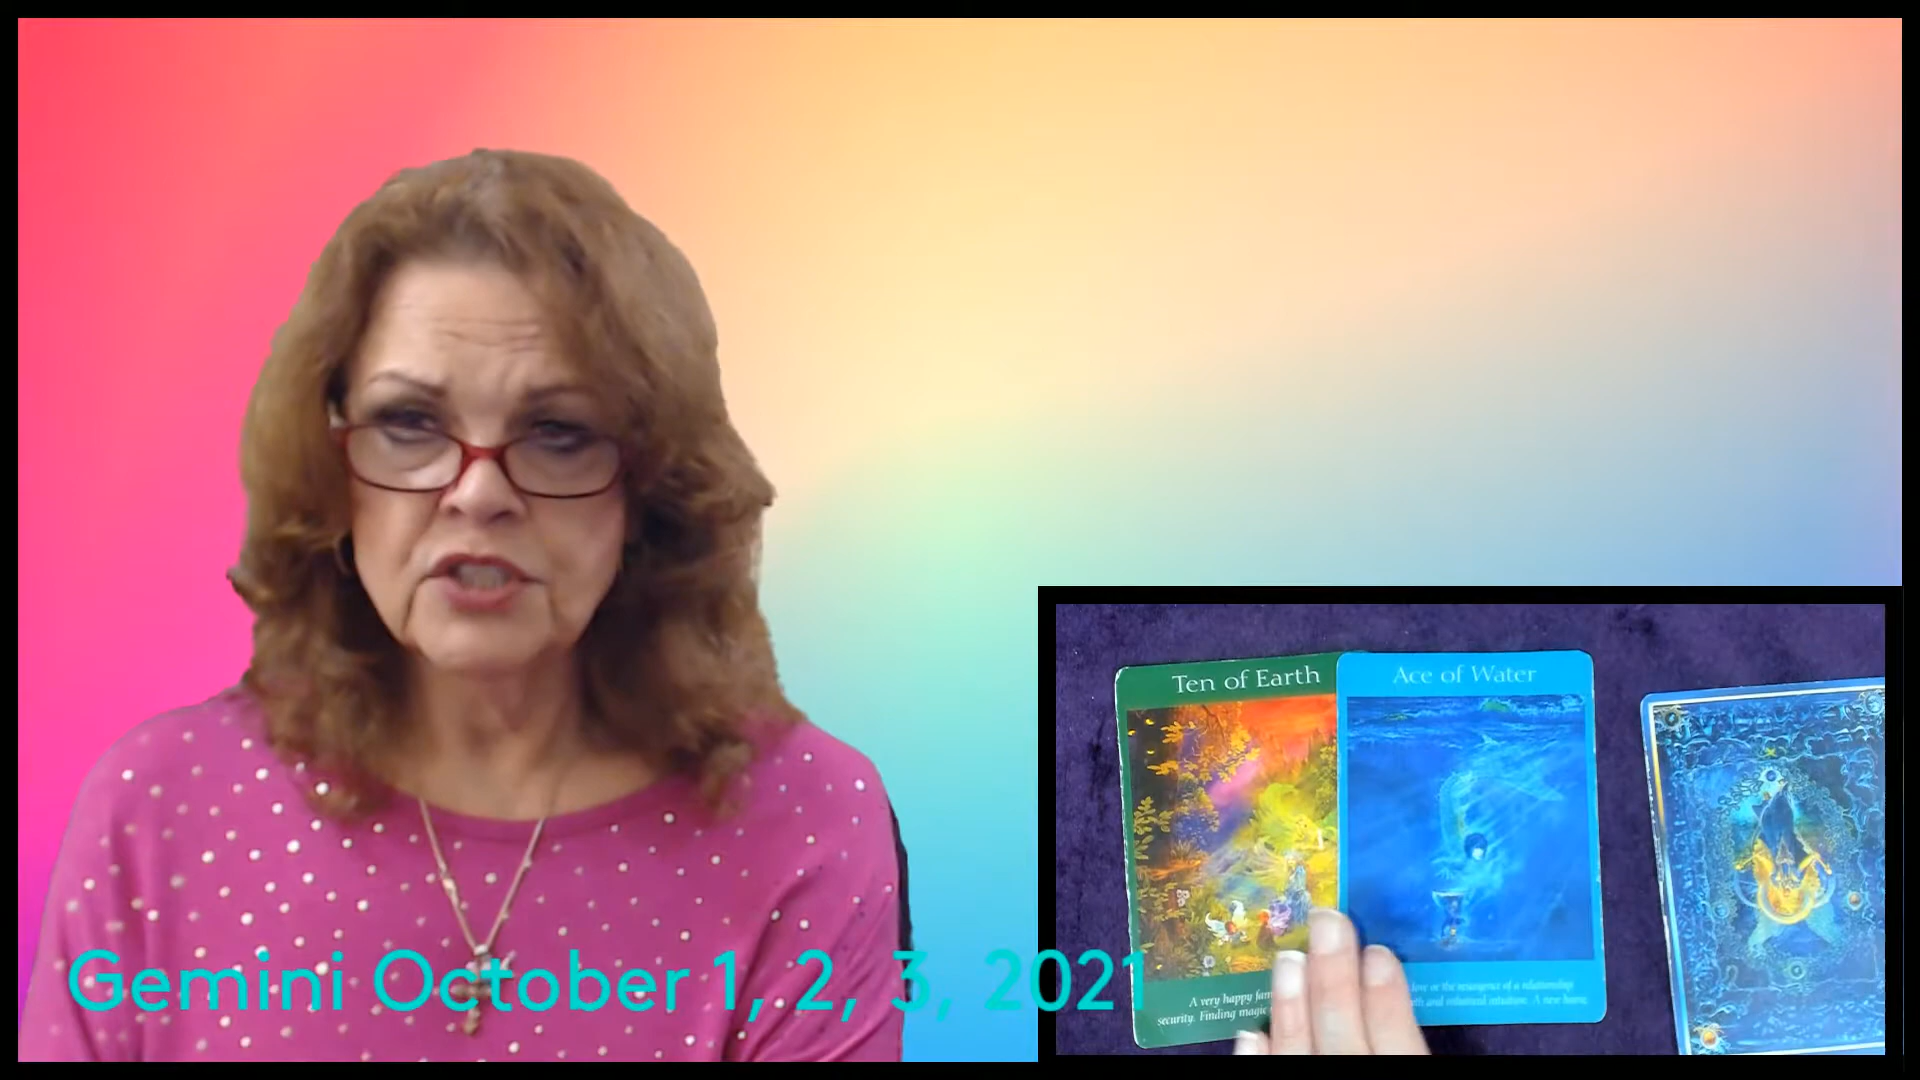 Ten of Earth
Ace of Water
A very happy fam
security. Finding magic
love or the resurgence of a relationship
and enhanced intuition. A new home,
Gemini October 1, 2, 3, 2021